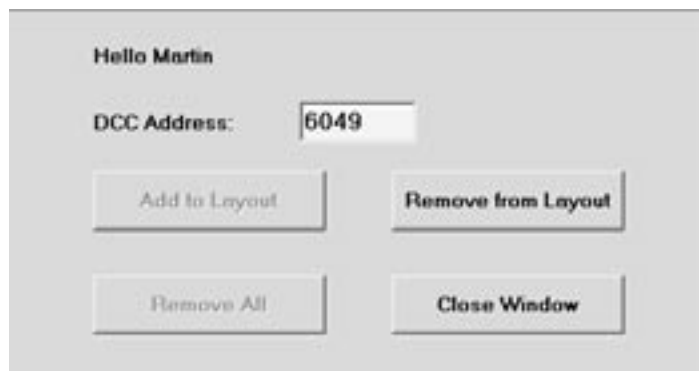 Hello Martin
DCC Address: 6049
Add to Layout Remove from Layout
Remove All Close Window